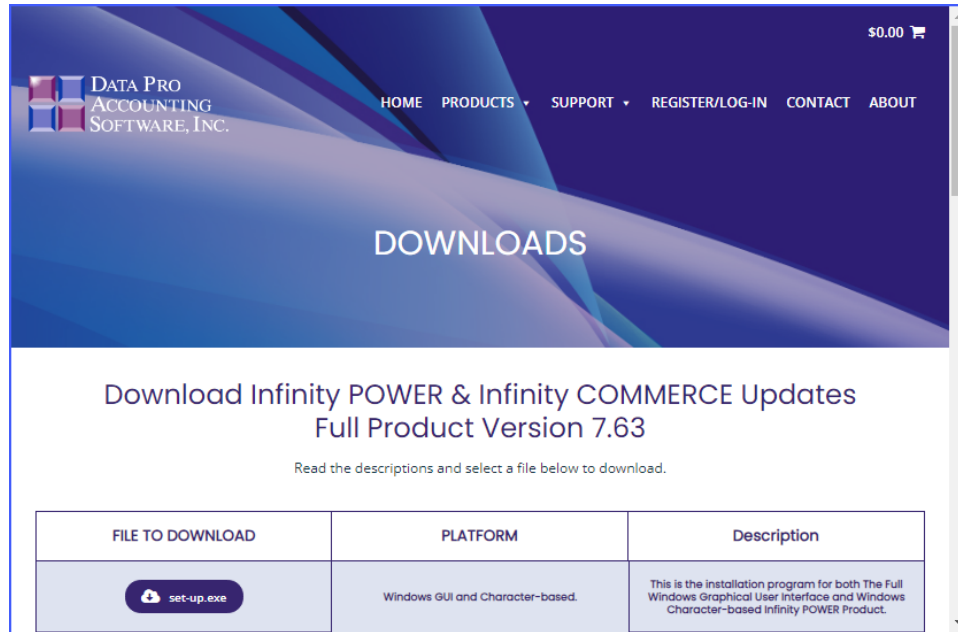 $0.00
DATA PRO
ACCOUNTING
SOFTWARE, INC.
HOME PRODUCTS SUPPORT REGISTER/LOG-IN CONTACT ABOUT
DOWNLOADS
Download Infinity POWER & Infinity COMMERCE Updates
Full Product Version 7.63
Read the descriptions and select a file below to download.
FILE TO DOWNLOAD PLATFORM Description
set-up.exe
Windows GUI and Character-based.
This is the installation program for both The Full
Windows Graphical User Interface and Windows
Character-based Infinity POWER Product.